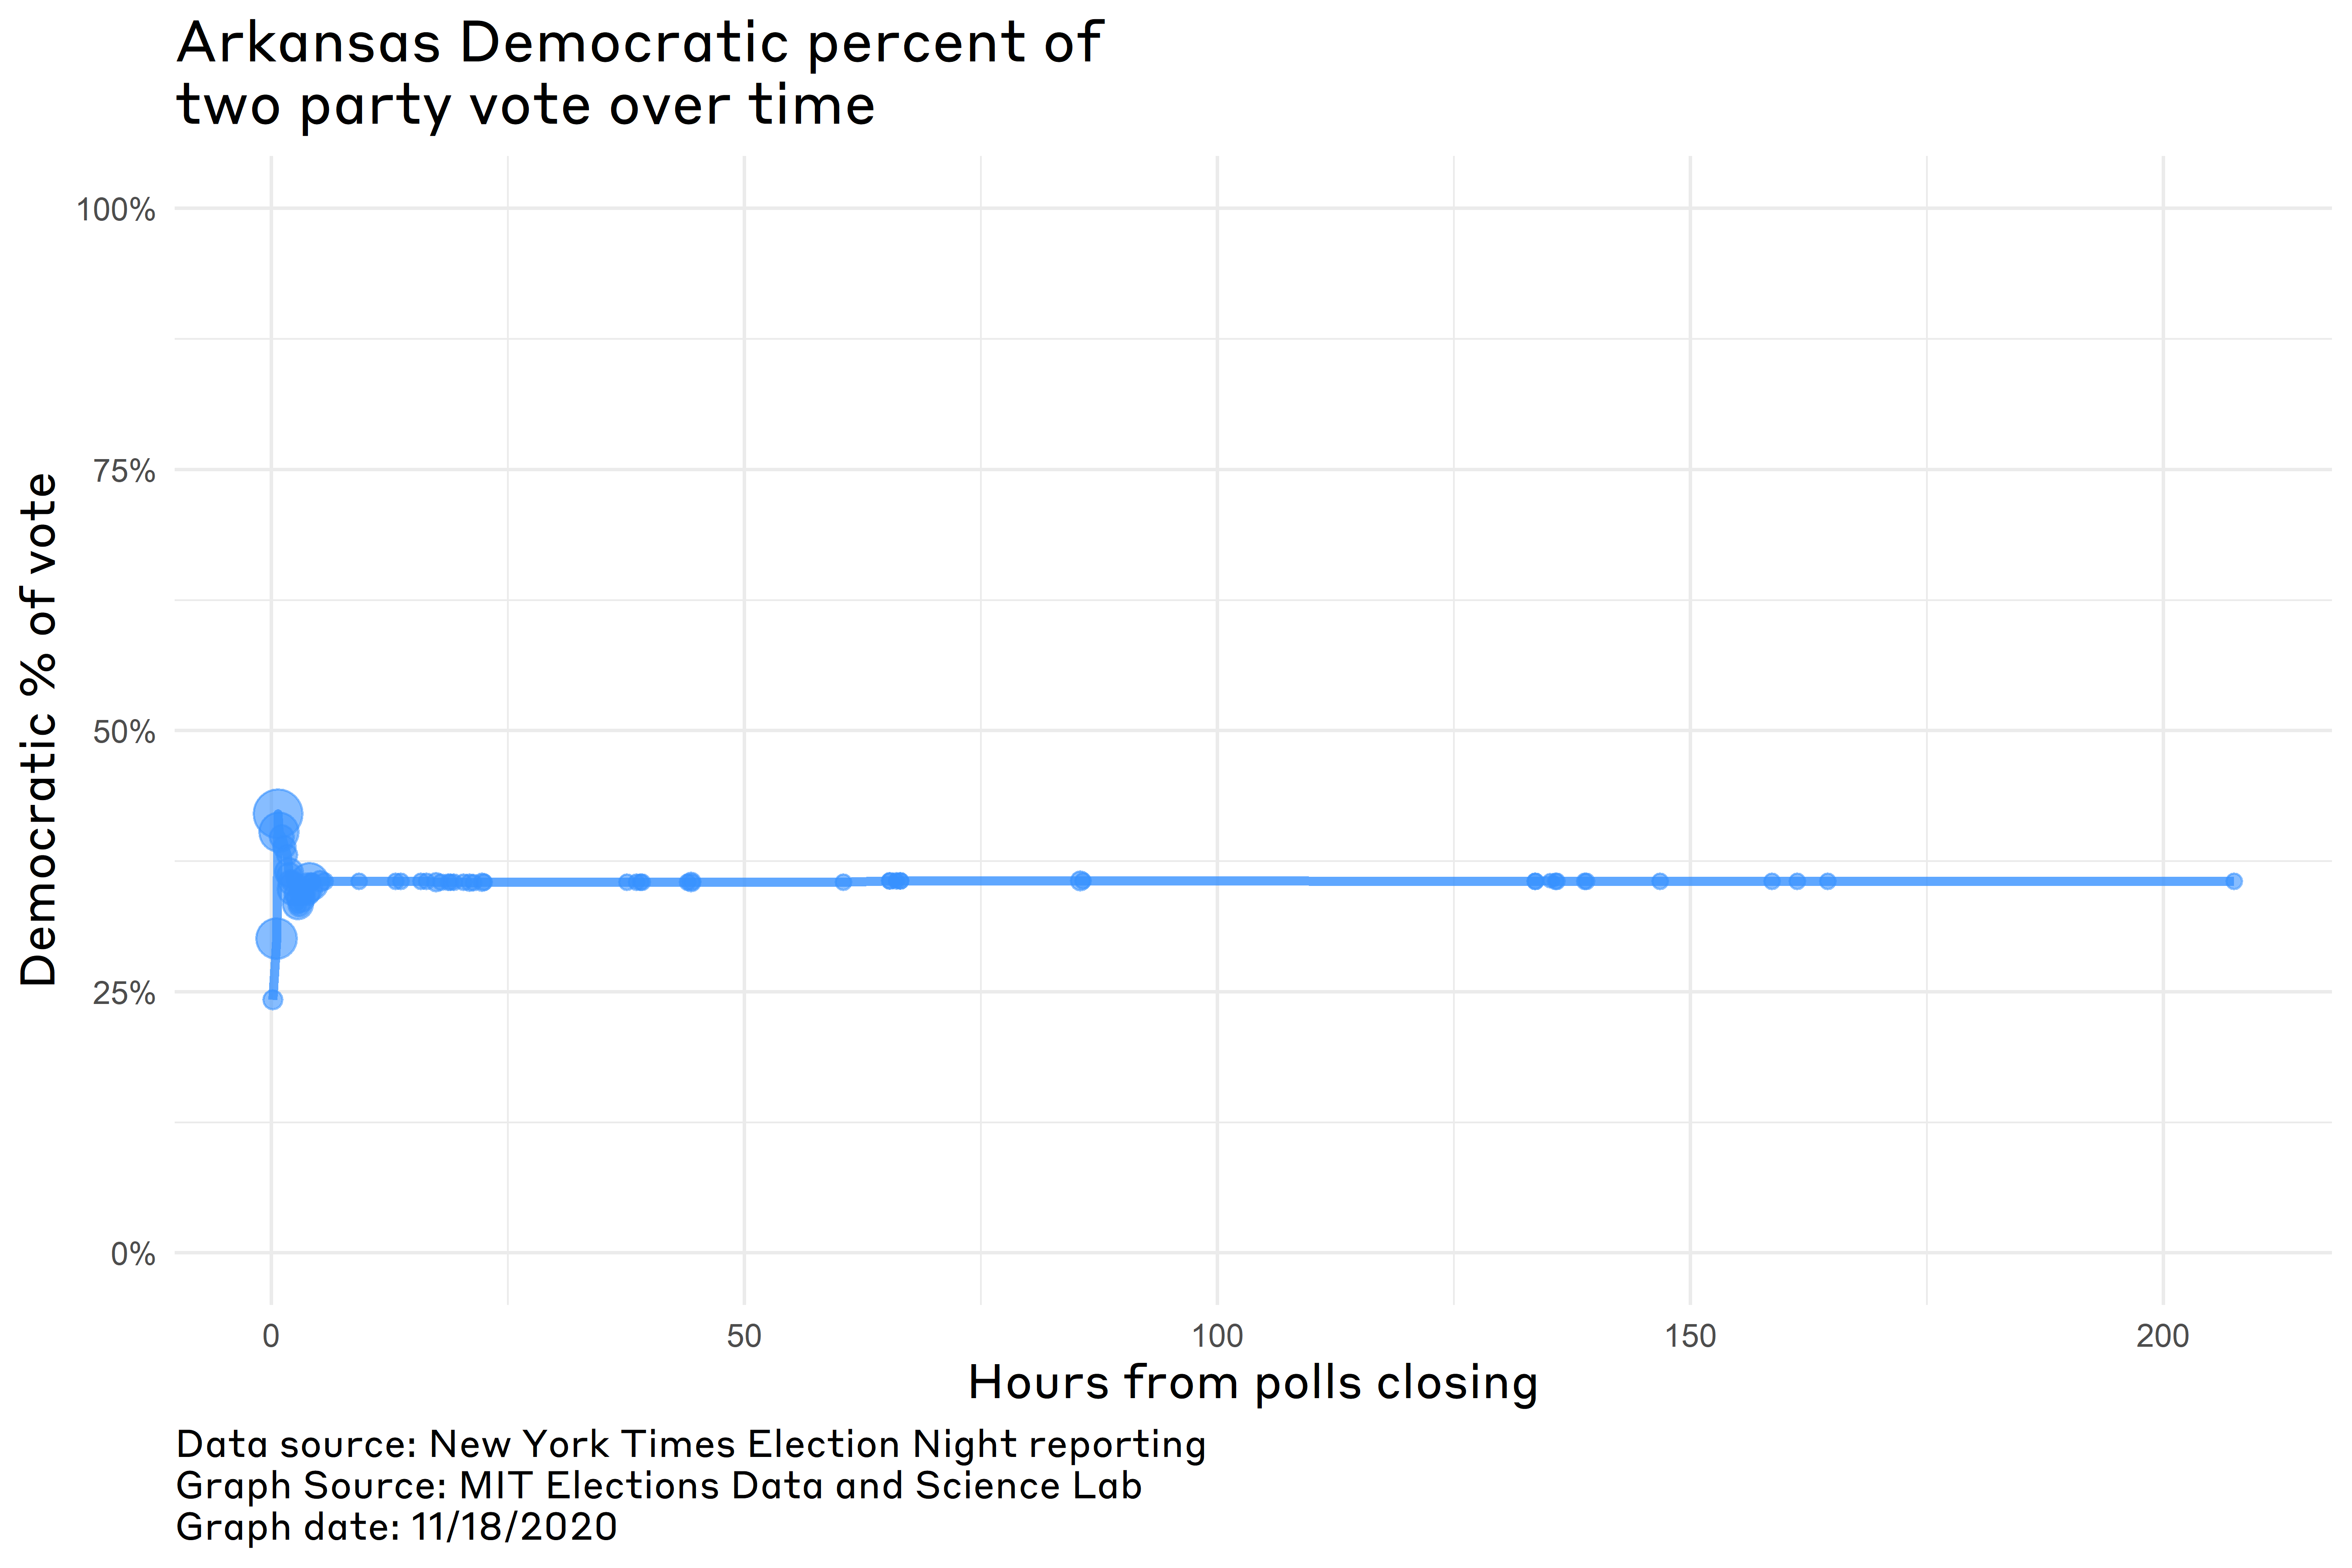 Arkansas Democratic percent of
two party vote over time
Democratic % of vote
100%
75%
50%
25%
0%
0
50
100
150
200
Hours from polls closing
Data source: New York Times Election Night reporting
Graph Source: MIT Elections Data and Science Lab
Graph date: 11/18/2020